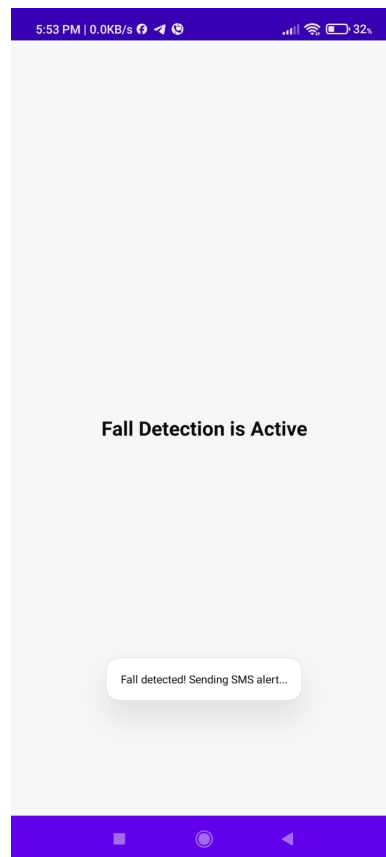 5:53 PM | 0.0KB/s 32%
Fall Detection is Active
Fall detected! Sending SMS alert...